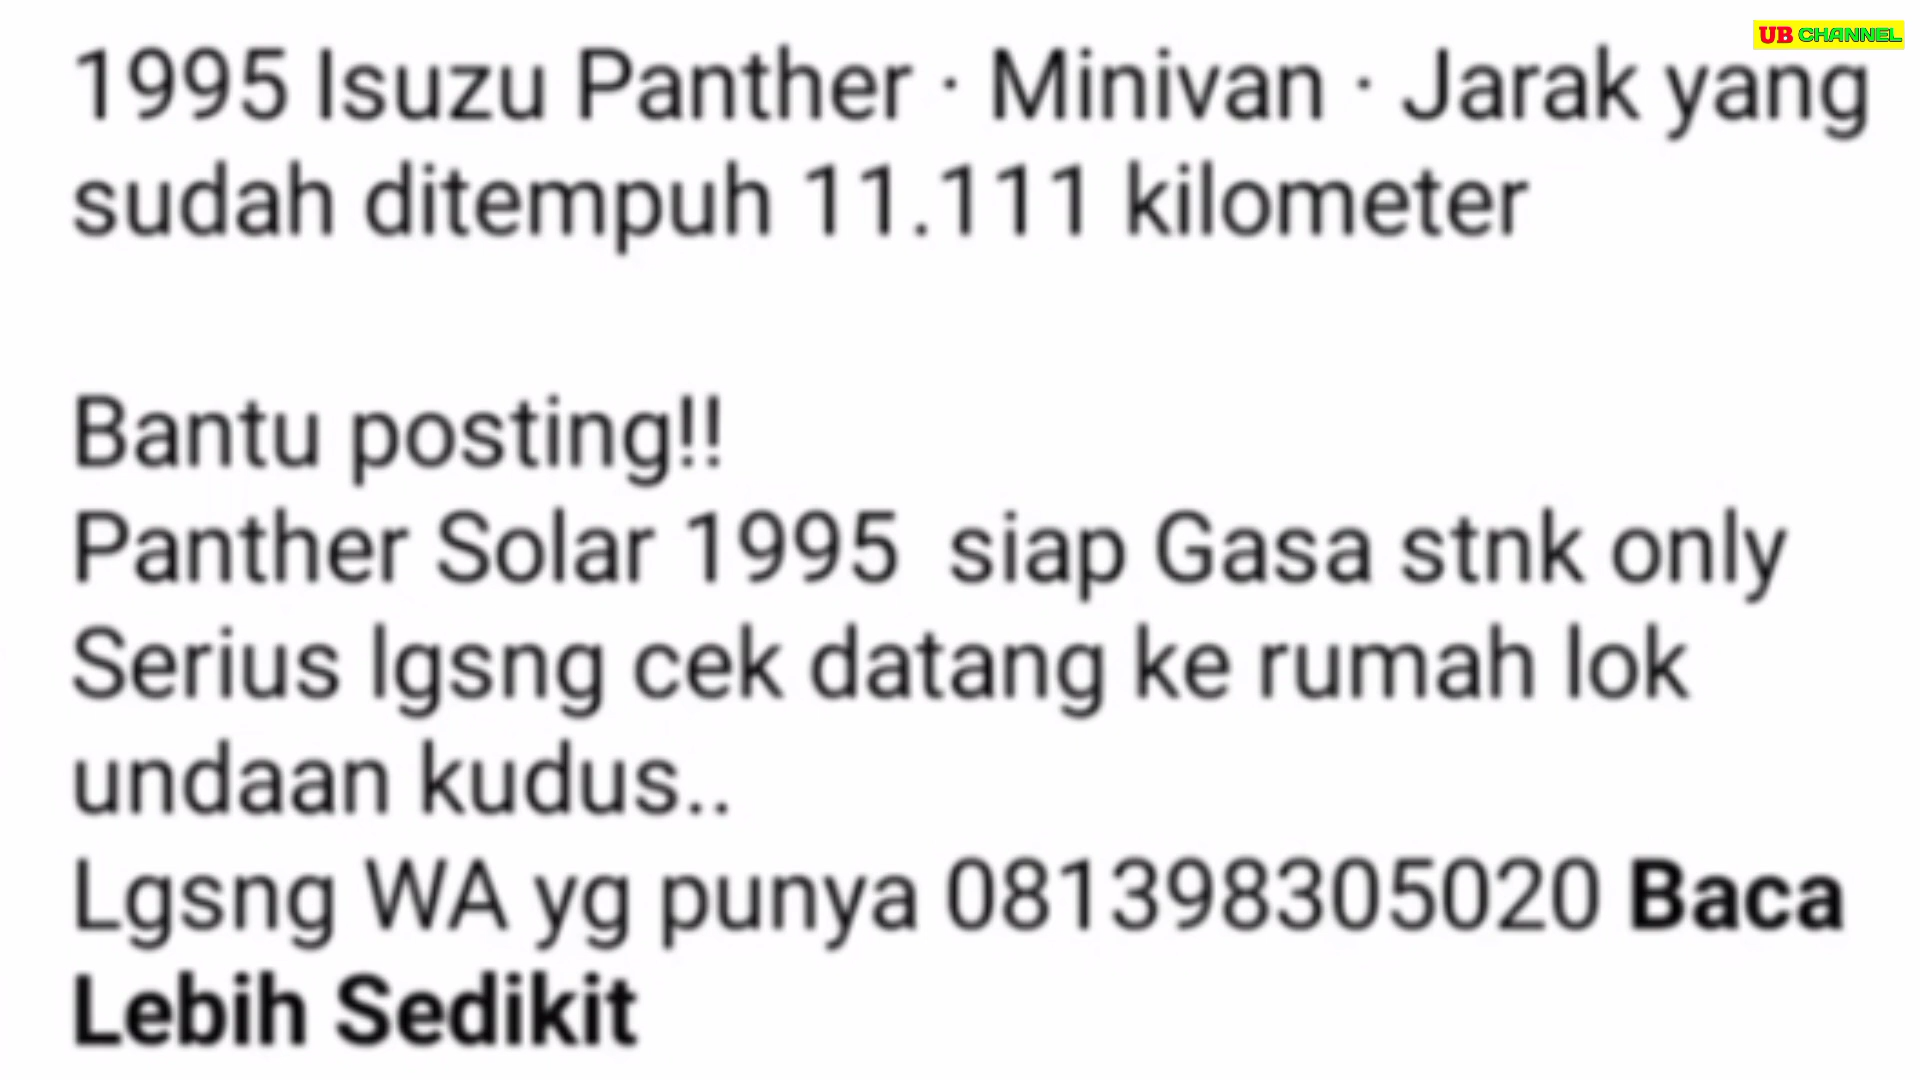 UB CHANNEL
1995 Isuzu Panther · Minivan · Jarak yang
sudah ditempuh 11.111 kilometer
Bantu posting!!
Panther Solar 1995  siap Gasa stnk only
Serius lgsng cek datang ke rumah lok
undaan kudus..
Lgsng WA yg punya 081398305020 Baca
Lebih Sedikit